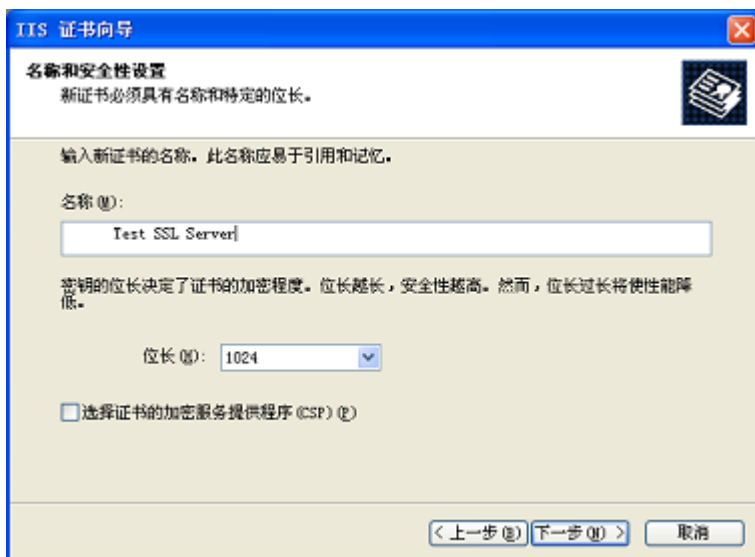 IIS 证书向导
名称和安全性设置
新证书必须具有名称和特定的位长。
输入新证书的名称。此名称应易于引用和记忆。
名称(M):
Test SSL Server
密钥的位长决定了证书的加密程度。位长越长，安全性越高。然而，位长过长将使性能降
低。
位长(H): 1024
选择证书的加密服务提供程序(CSP)(P)
< 上一步(B) 下一步(N) > 取消